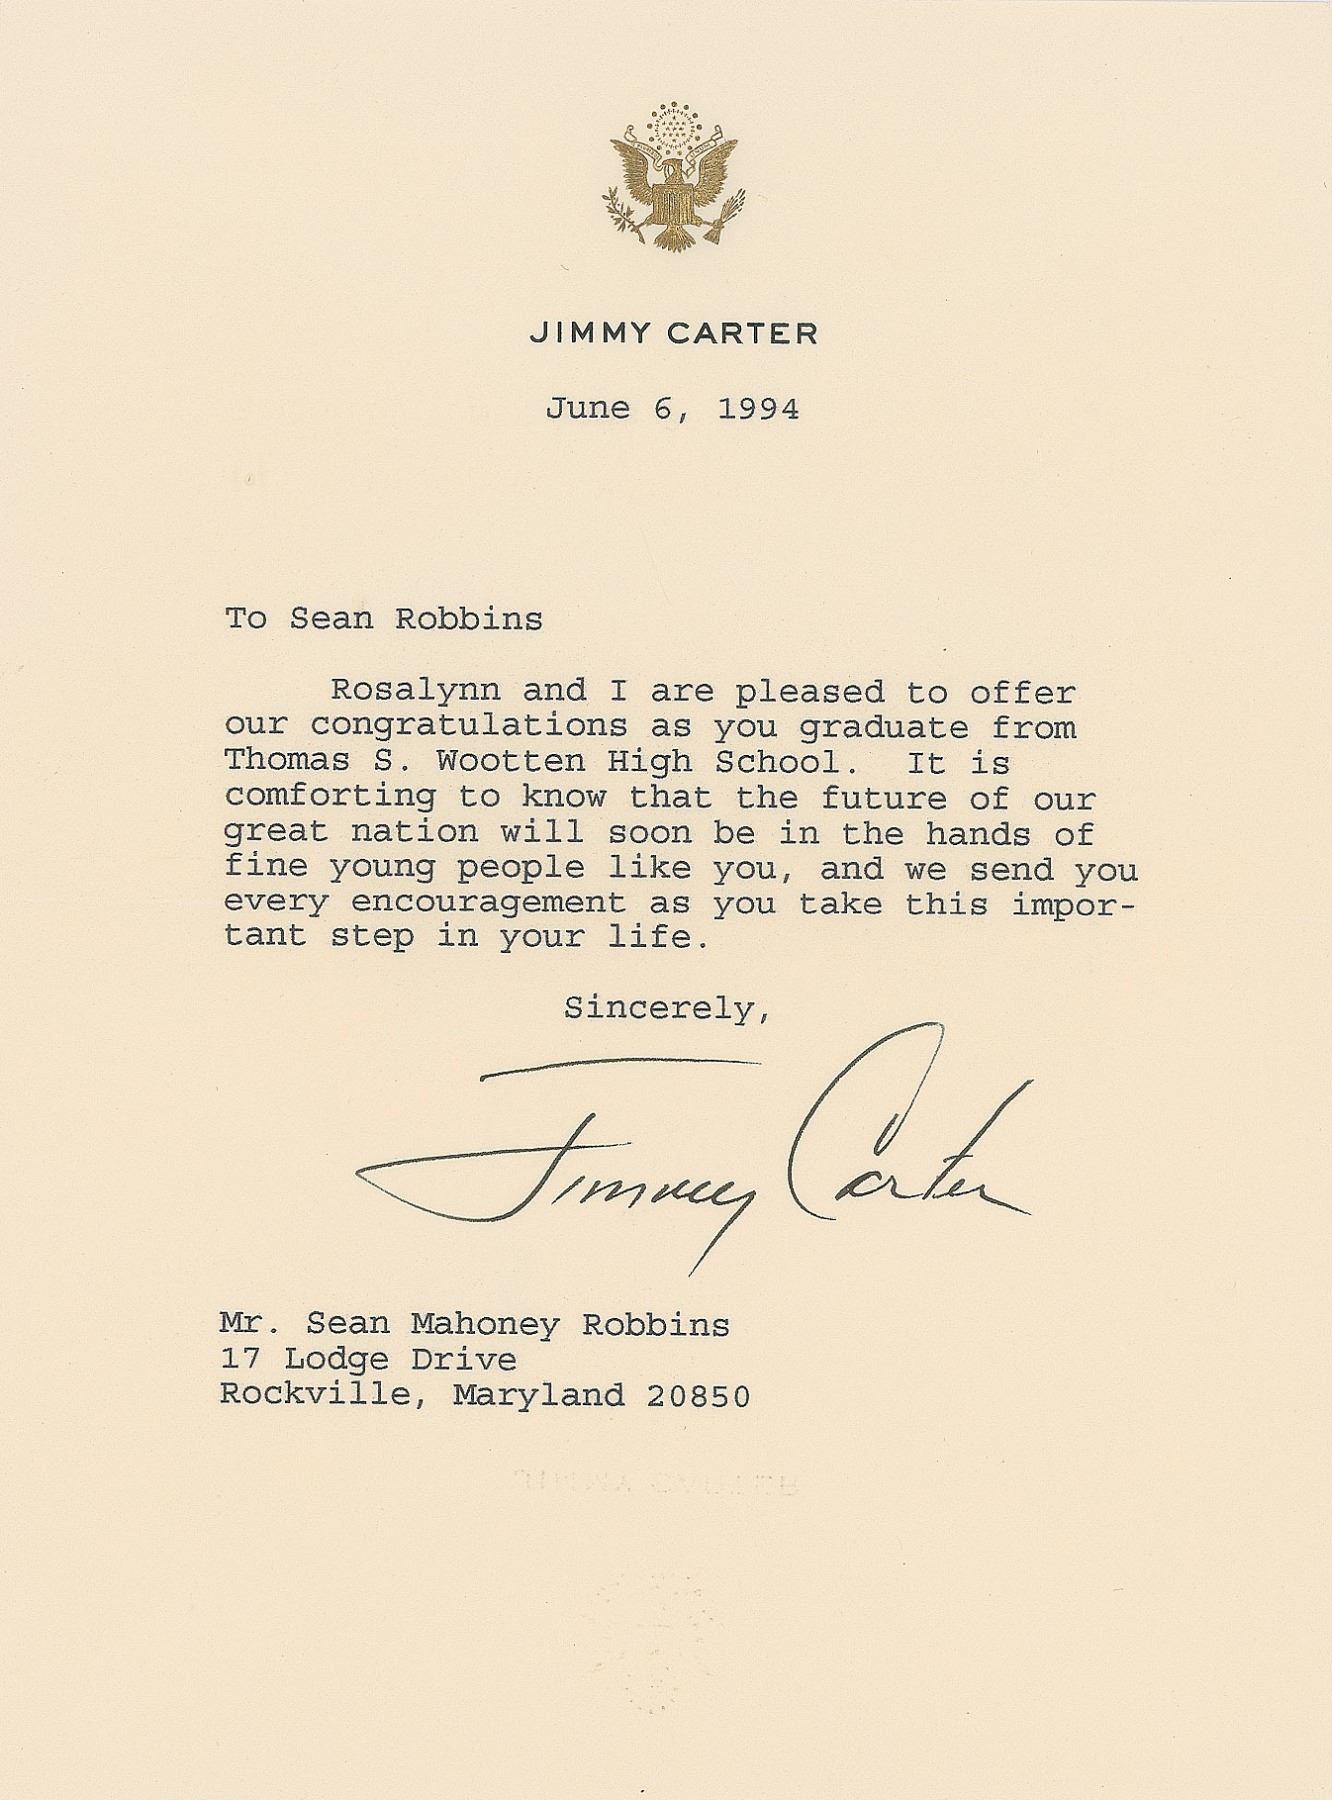 JIMMY CARTER
June 6, 1994
To Sean Robbins
Rosalynn and I are pleased to offer
our congratulations as you graduate from
Thomas S. Wootten High School. It is
comforting to know that the future of our
great nation will soon be in the hands of
fine young people like you, and we send you
every encouragement as you take this impor-
tant step in your life.
Sincerely,
Jimmy Carter
Mr. Sean Mahoney Robbins
17 Lodge Drive
Rockville, Maryland 20850